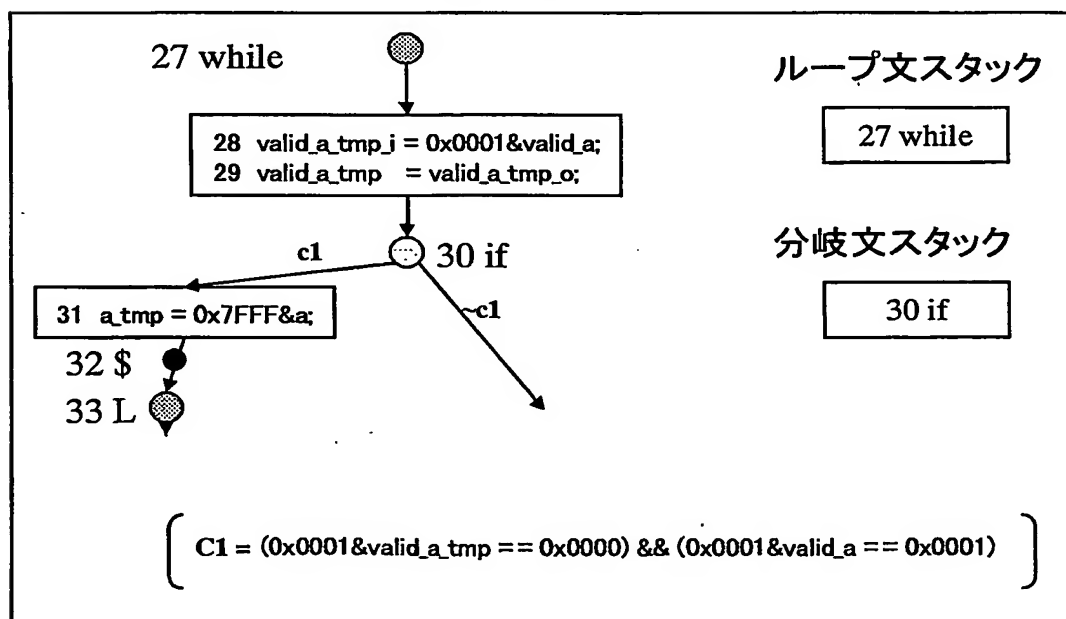 27 while
28 valid_a_tmp_i = 0x0001&valid_a;
29 valid_a_tmp = valid_a_tmp_o;
c1
30 if
~c1
31 a_tmp = 0x7FFF&a;
32 $
33 L
ループ文スタック
27 while
分岐文スタック
30 if
C1 = (0x0001&valid_a_tmp == 0x0000) && (0x0001&valid_a == 0x0001)